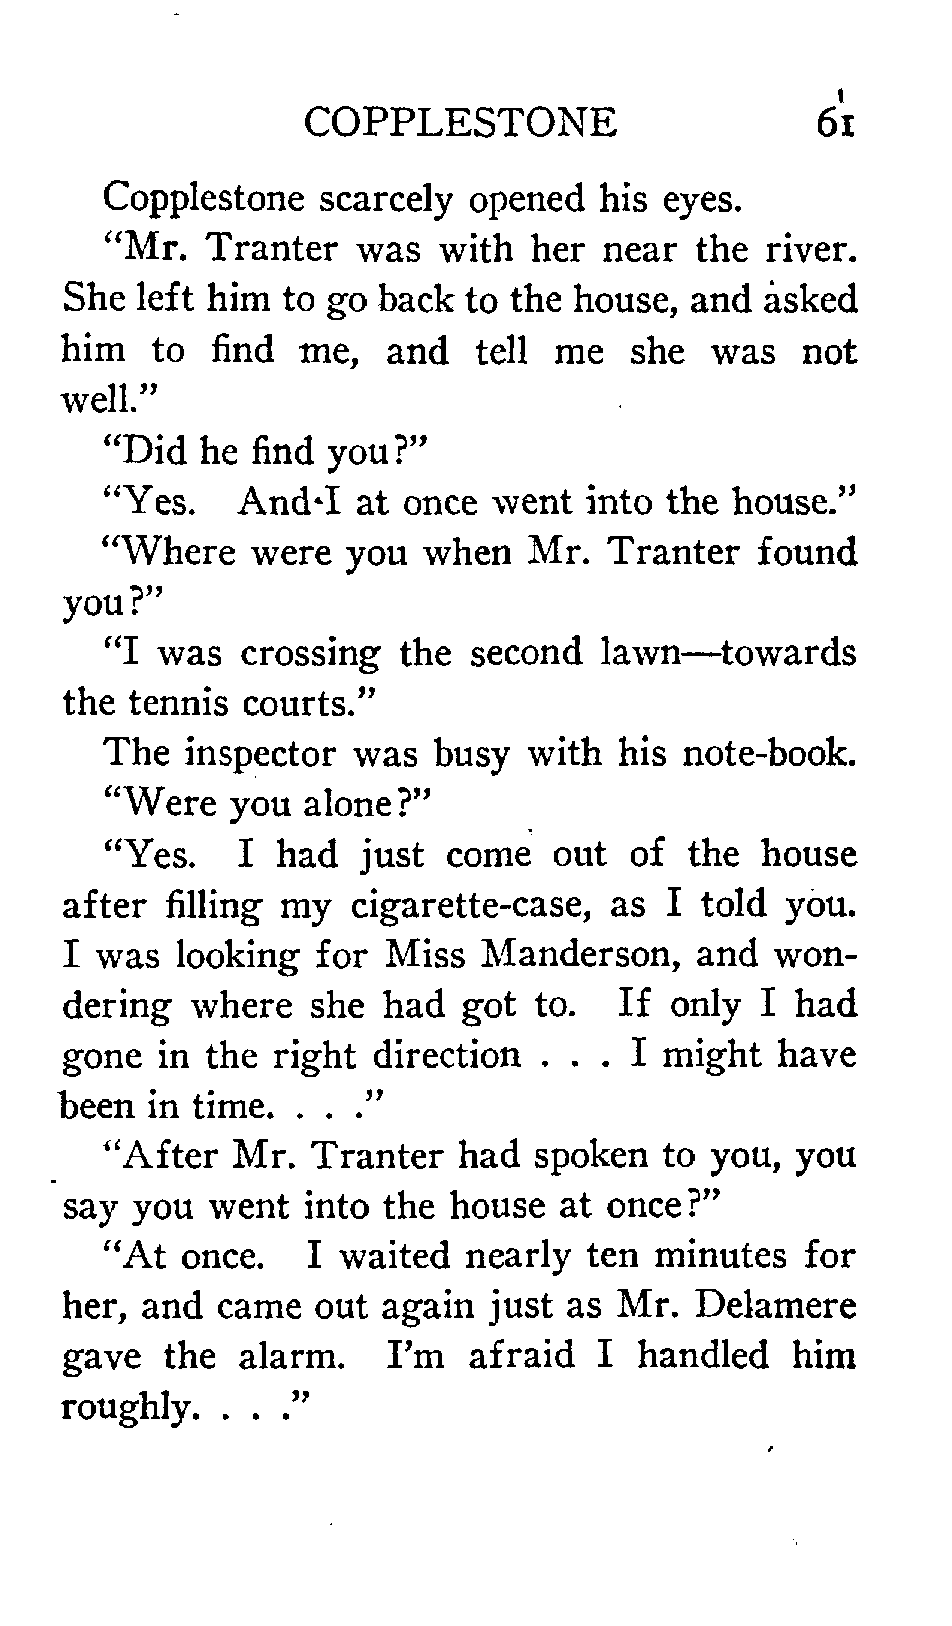 COPPLESTONE 61
Copplestone scarcely opened his eyes.
“Mr. Tranter was with her near the river.
She left him to go back to the house, and asked
him to find me, and tell me she was not
well.”
“Did he find you?”
“Yes. And I at once went into the house.”
“Where were you when Mr. Tranter found
you?”
“I was crossing the second lawn—towards
the tennis courts.”
The inspector was busy with his note-book.
“Were you alone?”
“Yes. I had just come out of the house
after filling my cigarette-case, as I told you.
I was looking for Miss Manderson, and won-
dering where she had got to. If only I had
gone in the right direction . . . I might have
been in time. . . .”
“After Mr. Tranter had spoken to you, you
say you went into the house at once?”
“At once. I waited nearly ten minutes for
her, and came out again just as Mr. Delamere
gave the alarm. I’m afraid I handled him
roughly. . . .”